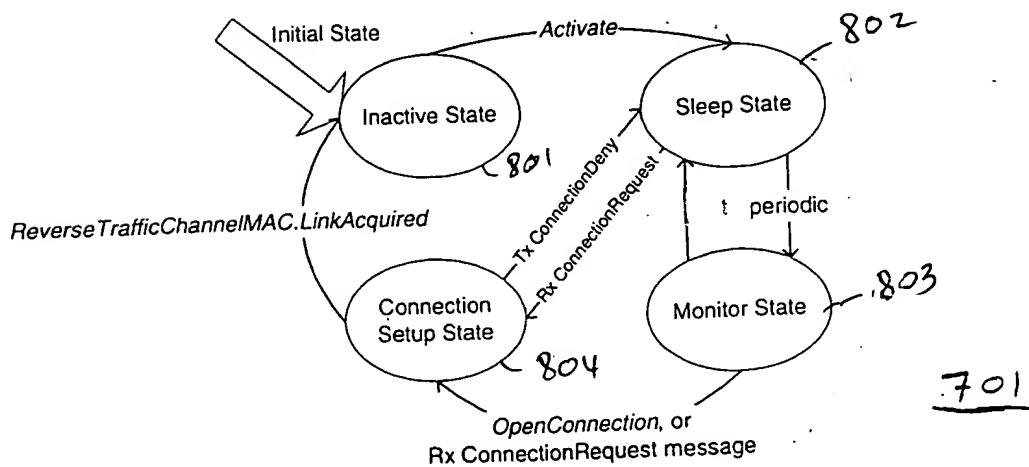 Initial State
Activate
802
Inactive State
Sleep State
801
Tx ConnectionDeny
Rx ConnectionRequest
t periodic
ReverseTrafficChannelMAC.LinkAcquired
Connection
Setup State
Monitor State
803
804
701
OpenConnection, or
Rx ConnectionRequest message